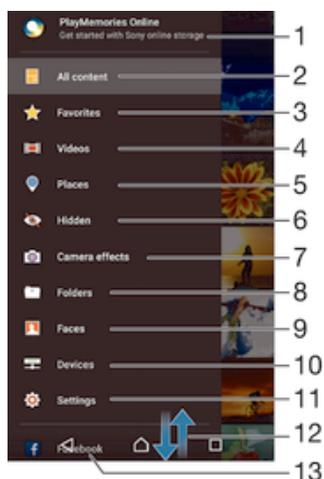 PlayMemories Online
Get started with Sony online storage
1
All content
2
Favorites
3
Videos
4
Places
5
Hidden
6
Camera effects
7
Folders
8
Faces
9
Devices
10
Settings
11
12
Facebook
13